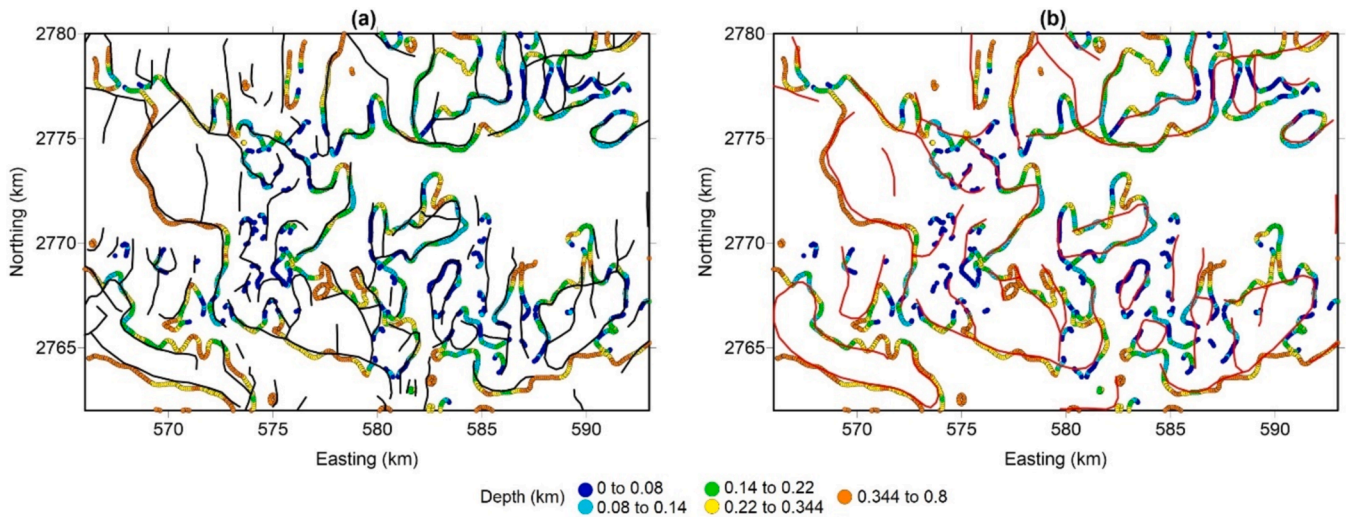 (a)
(b)
2780
2775
2770
2765
Northing (km)
570 575 580 585 590
Easting (km)
2780
2775
2770
2765
Northing (km)
570 575 580 585 590
Easting (km)
Depth (km) 0 to 0.08 0.14 to 0.22 0.344 to 0.8
0.08 to 0.14 0.22 to 0.344